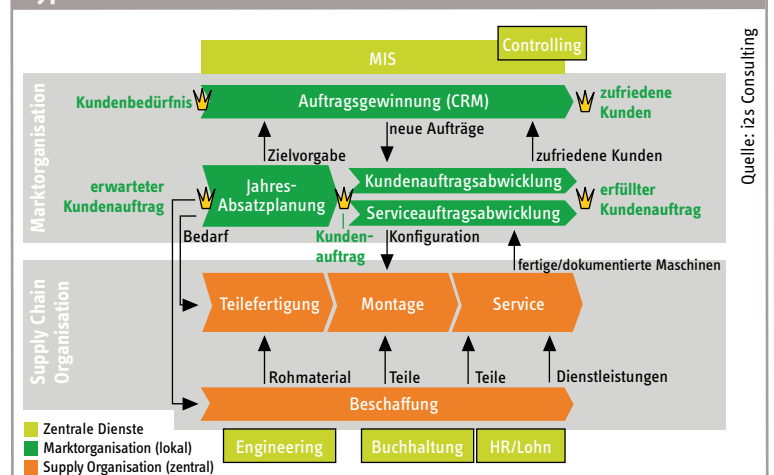 Controlling
MIS
Marktorganisation
Kundenbedürfnis
Auftragsgewinnung (CRM)
zufriedene
Kunden
neue Aufträge
Zielvorgabe
zufriedene Kunden
erwarteter
Kundenauftrag
Jahres-
Absatzplanung
Kundenauftragsabwicklung
Serviceauftragsabwicklung
erfüllter
Kundenauftrag
Bedarf
Kunden-
auftrag
Konfiguration
fertige/dokumentierte Maschinen
Supply Chain
Organisation
Teilefertigung
Montage
Service
Rohmaterial
Teile
Teile
Dienstleistungen
Beschaffung
Engineering
Buchhaltung
HR/Lohn
Zentrale Dienste
Marktorganisation (lokal)
Supply Organisation (zentral)
Quelle: i2s Consulting